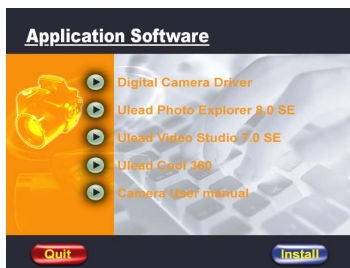 Application Software
Digital Camera Driver
Ulead Photo Explorer 8.0 SE
Ulead Video Studio 7.0 SE
Ulead Cool 360
Camera User manual
Quit
Install